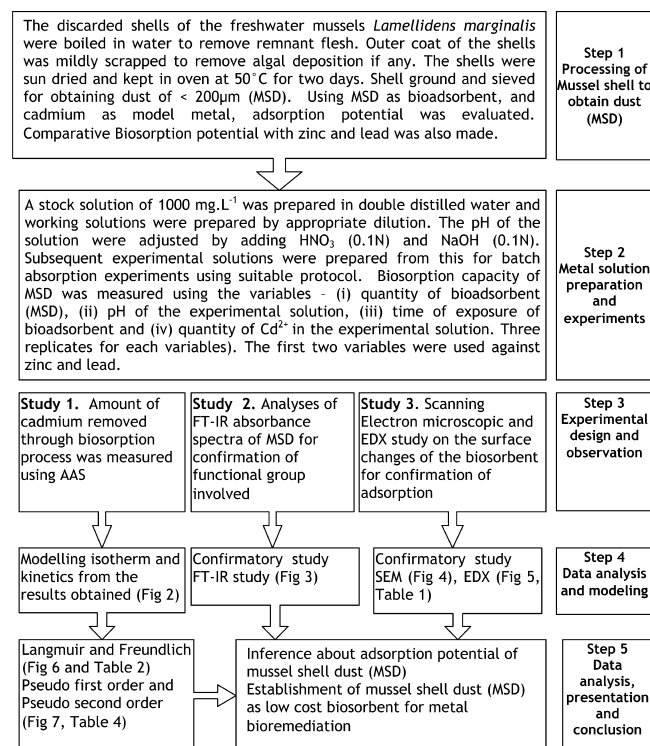 The discarded shells of the freshwater mussels Lamellidens marginalis
were boiled in water to remove remnant flesh. Outer coat of the shells
was mildly scrapped to remove algal deposition if any. The shells were
sun dried and kept in oven at 50°C for two days. Shell ground and sieved
for obtaining dust of < 200µm (MSD). Using MSD as bioadsorbent, and
cadmium as model metal, adsorption potential was evaluated.
Comparative Biosorption potential with zinc and lead was also made.
Step 1
Processing of
Mussel shell to
obtain dust
(MSD)
A stock solution of 1000 mg.L⁻¹ was prepared in double distilled water and
working solutions were prepared by appropriate dilution. The pH of the
solution were adjusted by adding HNO₃ (0.1N) and NaOH (0.1N).
Subsequent experimental solutions were prepared from this for batch
absorption experiments using suitable protocol. Biosorption capacity of
MSD was measured using the variables – (i) quantity of bioadsorbent
(MSD), (ii) pH of the experimental solution, (iii) time of exposure of
bioadsorbent and (iv) quantity of Cd²⁺ in the experimental solution. Three
replicates for each variables). The first two variables were used against
zinc and lead.
Step 2
Metal solution
preparation
and
experiments
Study 1. Amount of
cadmium removed
through biosorption
process was measured
using AAS
Study 2. Analyses of
FT-IR absorbance
spectra of MSD for
confirmation of
functional group
involved
Study 3. Scanning
Electron microscopic and
EDX study on the surface
changes of the biosorbent
for confirmation of
adsorption
Step 3
Experimental
design and
observation
Modelling isotherm and
kinetics from the
results obtained (Fig 2)
Confirmatory study
FT-IR study (Fig 3)
Confirmatory study
SEM (Fig 4), EDX (Fig 5,
Table 1)
Step 4
Data analysis
and modeling
Langmuir and Freundlich
(Fig 6 and Table 2)
Pseudo first order and
Pseudo second order
(Fig 7, Table 4)
Inference about adsorption potential of
mussel shell dust (MSD)
Establishment of mussel shell dust (MSD)
as low cost biosorbent for metal
bioremediation
Step 5
Data
analysis,
presentation
and
conclusion